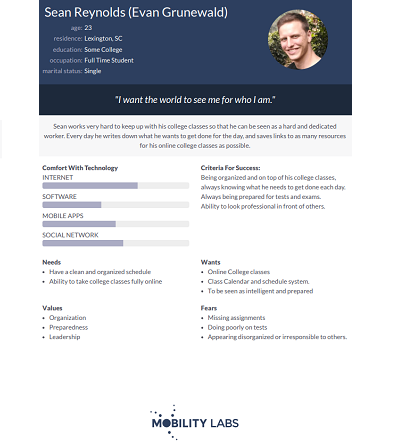 Sean Reynolds (Evan Grunewald)
age: 23
residence: Lexington, SC
education: Some College
occupation: Full Time Student
marital status: Single
"I want the world to see me for who I am."
Sean works very hard to keep up with his college classes so that he can be seen as a hard and dedicated
worker. Every day he writes down what he wants to get done for the day, and saves links to as many resources
for his online college classes as possible.
Comfort With Technology
INTERNET
SOFTWARE
MOBILE APPS
SOCIAL NETWORK
Criteria For Success:
Being organized and on top of his college classes,
always knowing what he needs to get done each day.
Always being prepared for tests and exams.
Ability to look professional in front of others.
Needs
• Have a clean and organized schedule
• Ability to take college classes fully online
Wants
• Online College classes
• Class Calendar and schedule system.
• To be seen as intelligent and prepared
Values
• Organization
• Preparedness
• Leadership
Fears
• Missing assignments
• Doing poorly on tests
• Appearing disorganized or irresponsible to others.
MOBILITY LABS